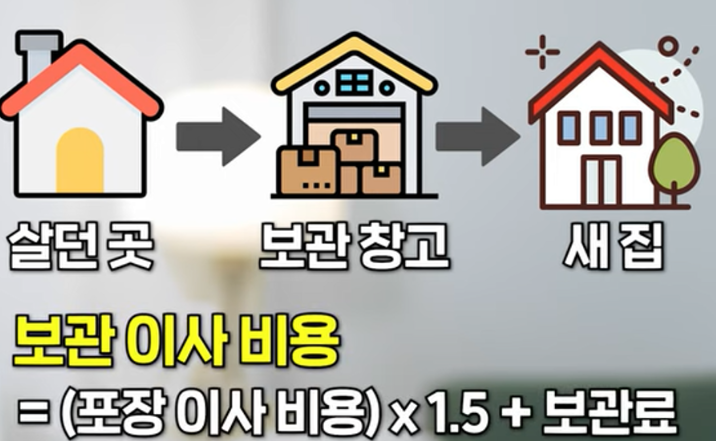 살던 곳 보관 창고 새 집
보관 이사 비용
= (포장 이사 비용) x 1.5 + 보관료